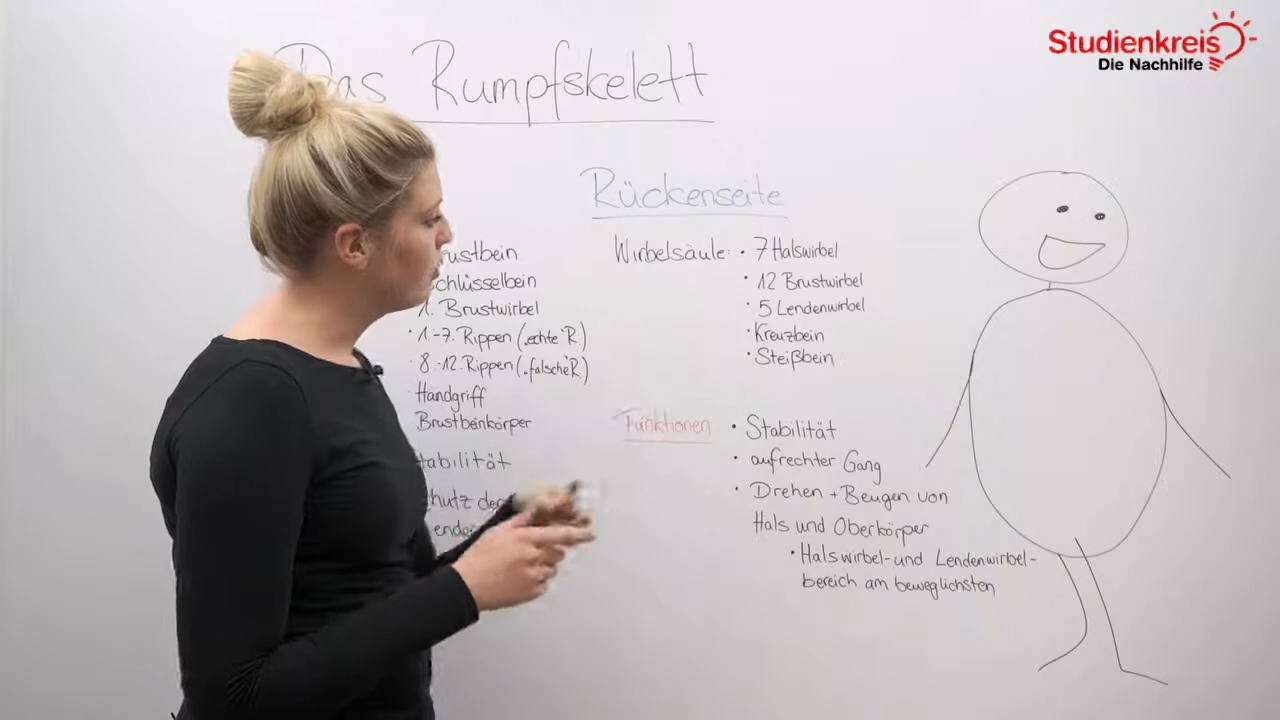 Studienkreis
Die Nachhilfe
Das Rumpfskelett
Rückenseite
rustbein
chlüsselbein
1. Brustwirbel
• 1.-7. Rippen („echte“ R.)
• 8.-12. Rippen („falsche“ R.)
• Handgriff
Brustbeinkörper
tabilität
chutz der
Wirbelsäule: • 7 Halswirbel
• 12 Brustwirbel
• 5 Lendenwirbel
• Kreuzbein
• Steißbein
Funktionen • Stabilität
• aufrechter Gang
• Drehen + Beugen von
Hals und Oberkörper
• Halswirbel- und Lendenwirbel-
bereich am beweglichsten